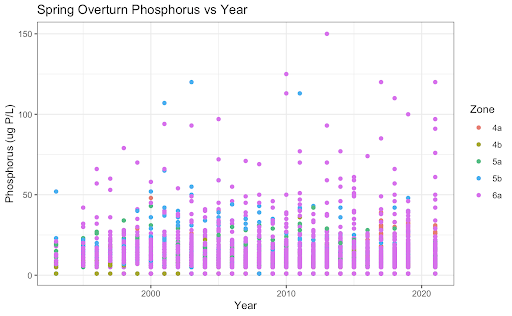 Spring Overturn Phosphorus vs Year
Phosphorus (ug P/L)
150
100
50
0
2000
2010
2020
Year
Zone
4a
4b
5a
5b
6a